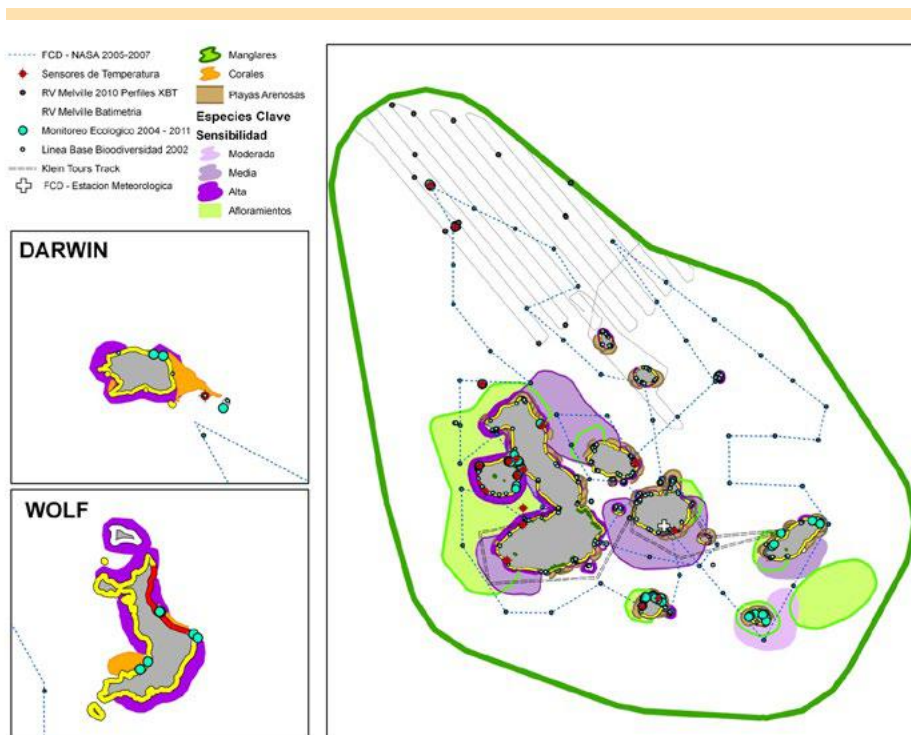 FCD - NASA 2005-2007
Sensores de Temperatura
RV Melville 2010 Perfiles XBT
RV Melville Batimetria
Monitoreo Ecologico 2004 - 2011
Linea Base Bioodiversidad 2002
Klein Tours Track
FCD - Estacion Meteorologica
Manglares
Corales
Playas Arenosas
Especies Clave
Sensibilidad
Moderada
Media
Alta
Afloramientos
DARWIN
WOLF